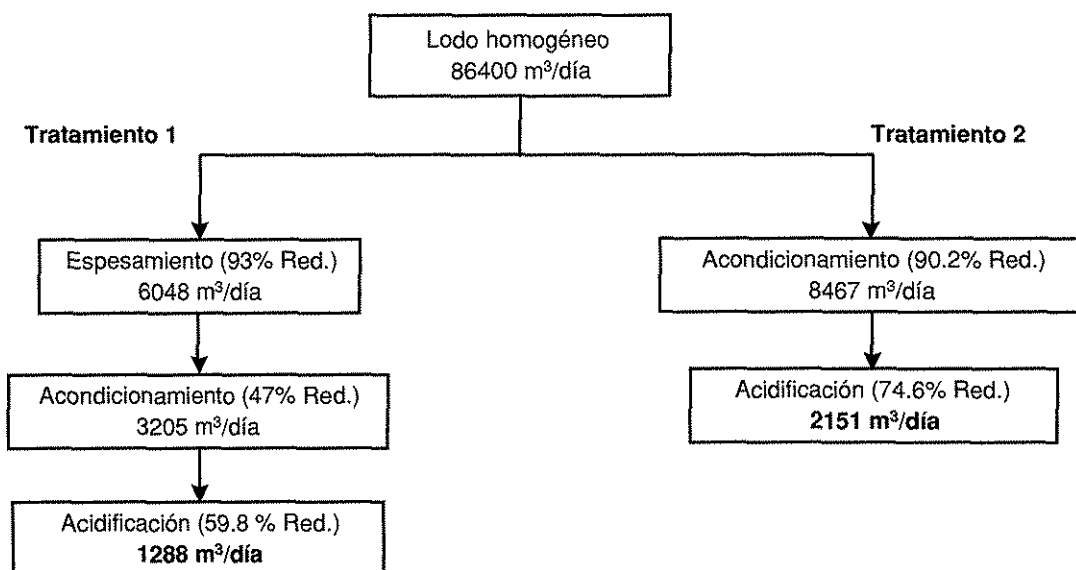 Lodo homogéneo
86400 m³/día
Tratamiento 1
Tratamiento 2
Espesamiento (93% Red.)
6048 m³/día
Acondicionamiento (90.2% Red.)
8467 m³/día
Acondicionamiento (47% Red.)
3205 m³/día
Acidificación (74.6% Red.)
2151 m³/día
Acidificación (59.8 % Red.)
1288 m³/día